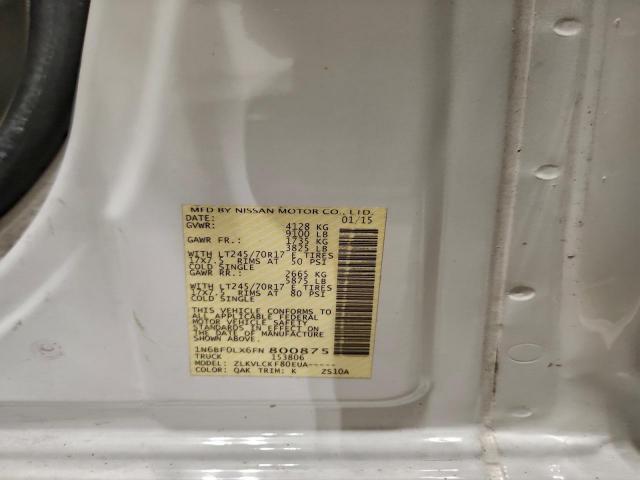 MFD BY NISSAN MOTOR CO., LTD.
DATE: 01/15
GVWR: 4128 KG
9100 LB
GAWR FR.: 1735 KG
3825 LB
WITH LT245/70R17 E TIRES
17X7.5 RIMS AT 50 PSI
COLD SINGLE
GAWR RR.: 2665 KG
5875 LB
WITH LT245/70R17 E TIRES
17X7.5 RIMS AT 80 PSI
COLD SINGLE
THIS VEHICLE CONFORMS TO
ALL APPLICABLE FEDERAL
MOTOR VEHICLE SAFETY
STANDARDS IN EFFECT ON
THE DATE OF MANUFACTURE
SHOWN ABOVE.
1N6BF0LX6FN 800875
TRUCK 153806
MODEL: ZLKVLCKF80EUA-----
COLOR: QAK TRIM: K ZS10A